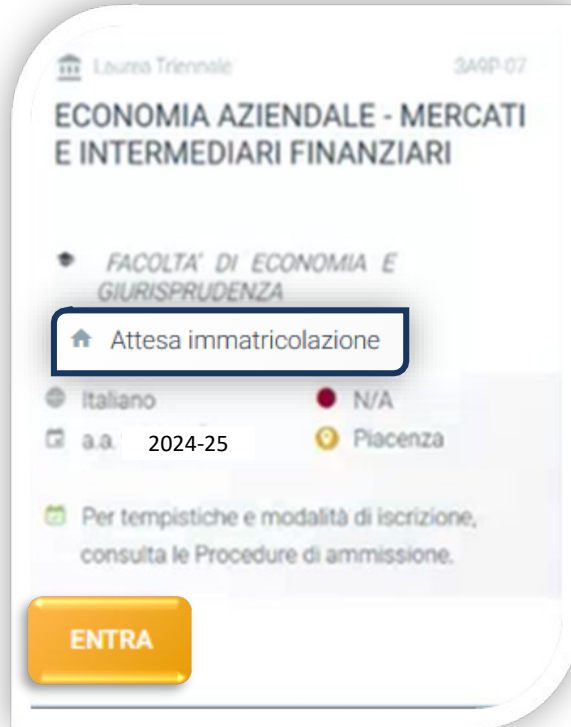 Laurea Triennale 3A9P-07
ECONOMIA AZIENDALE - MERCATI
E INTERMEDIARI FINANZIARI
FACOLTA' DI ECONOMIA E
GIURISPRUDENZA
Attesa immatricolazione
Italiano N/A
a.a. 2024-25 Piacenza
Per tempistiche e modalità di iscrizione,
consulta le Procedure di ammissione.
ENTRA